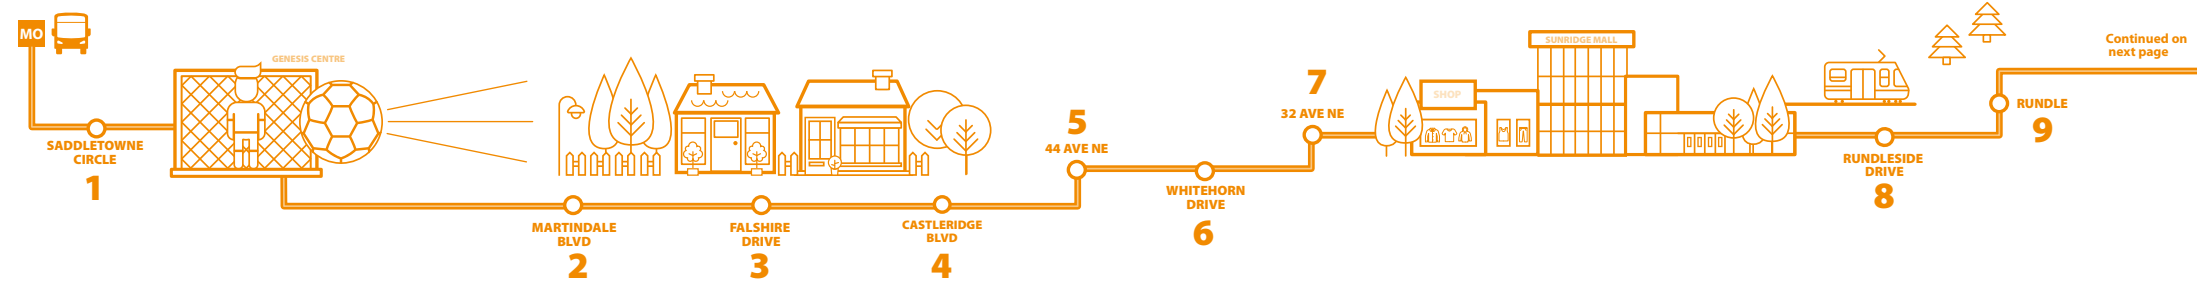 MO
GENESIS CENTRE
SADDLETOWNE
CIRCLE
1
MARTINDALE
BLVD
2
FALSHIRE
DRIVE
3
CASTLERIDGE
BLVD
4
5
44 AVE NE
WHITEHORN
DRIVE
6
7
32 AVE NE
SHOP
SUNRIDGE MALL
RUNDLESIDE
DRIVE
8
RUNDLE
9
Continued on
next page